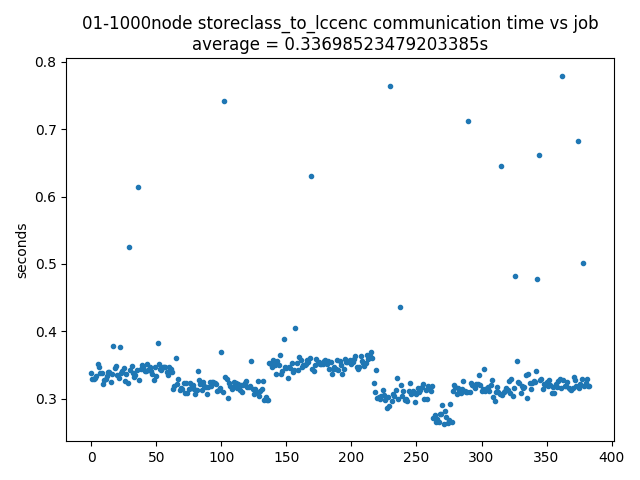 01-1000node storeclass_to_lccenc communication time vs job
average = 0.33698523479203385s
0.8
0.7
0.6
0.5
0.4
0.3
seconds
0 50 100 150 200 250 300 350 400